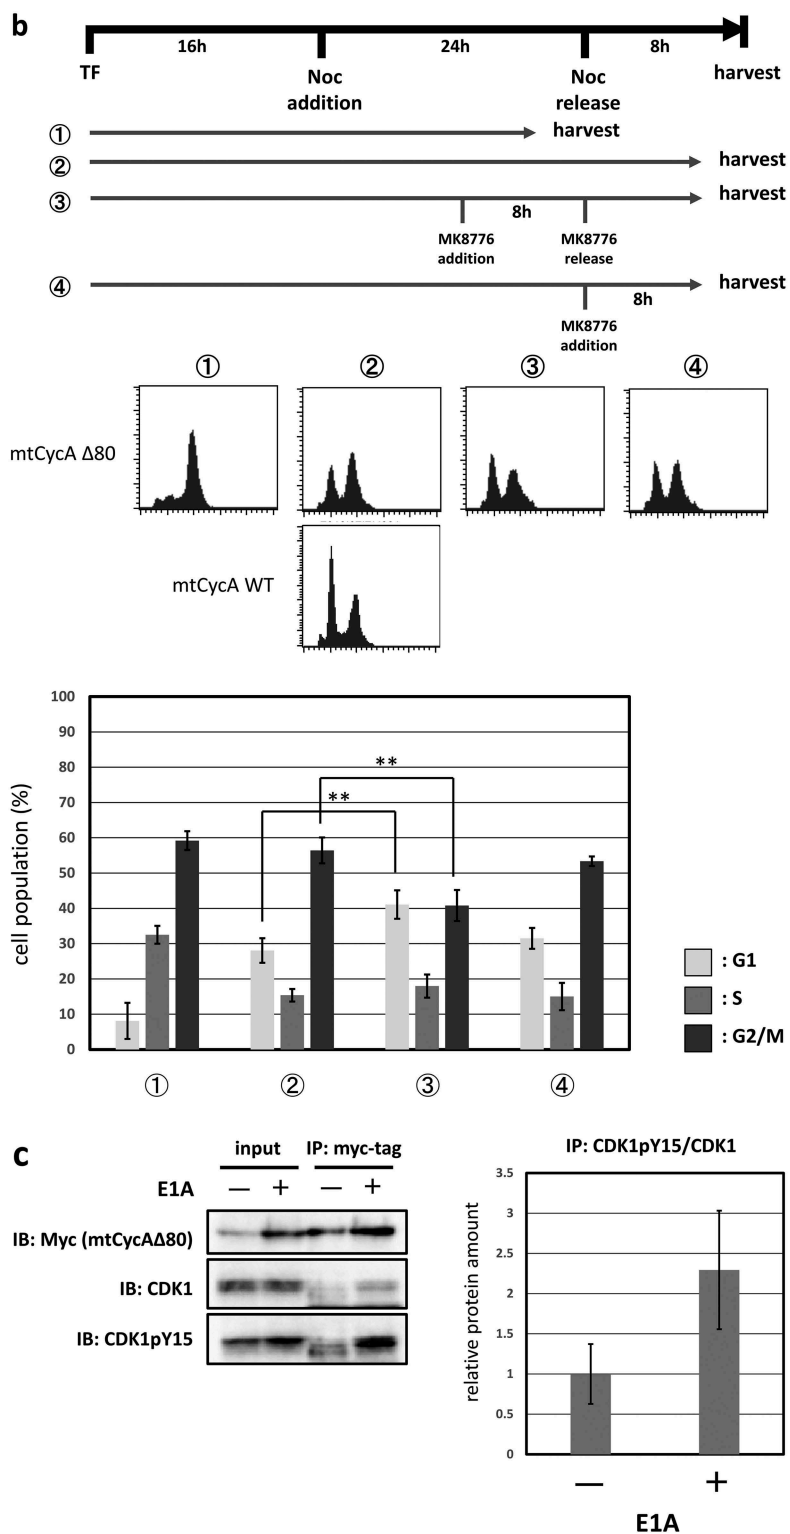 b
16h 24h 8h
TF Noc addition Noc release harvest
① harvest
② harvest
③ harvest
8h
MK8776 addition MK8776 release
④ harvest
8h
MK8776 addition
① ② ③ ④
mtCycA Δ80
mtCycA WT
cell population (%)
100
90
80
70
60
50
40
30
20
10
0
**
**
① ② ③ ④
: G1
: S
: G2/M
c
input IP: myc-tag
E1A — + — +
IB: Myc (mtCycAΔ80)
IB: CDK1
IB: CDK1pY15
IP: CDK1pY15/CDK1
relative protein amount
3.5
3
2.5
2
1.5
1
0.5
0
— +
E1A